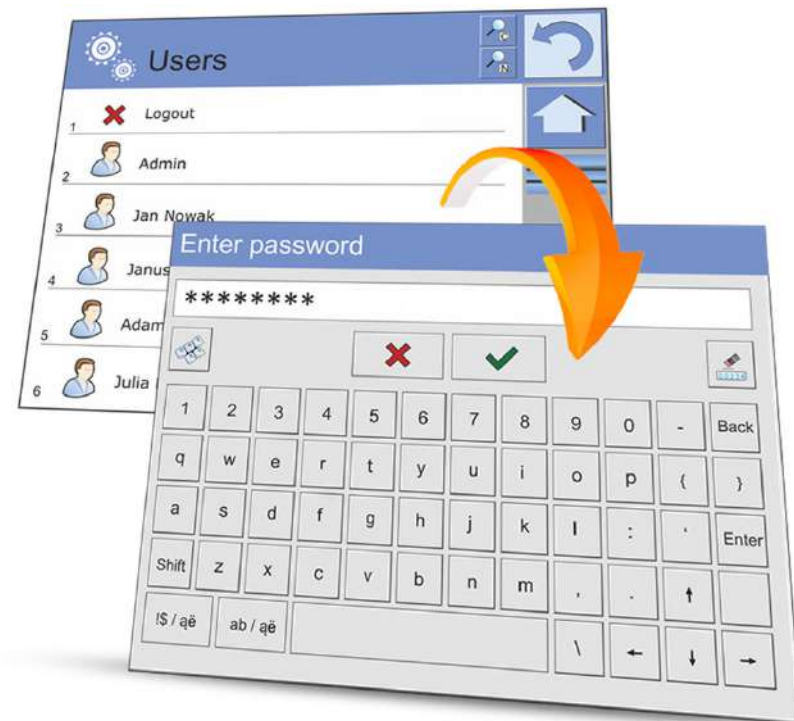 Users
1 Logout
2 Admin
3 Jan Nowak
4 Janus
5 Adam
6 Julia
Enter password
********
1 2 3 4 5 6 7 8 9 0 - Back
q w e r t y u i o p { }
a s d f g h j k l : ‘ Enter
Shift z x c v b n m , . ↑
!$ / ąë ab / ąë \ ← ↓ →